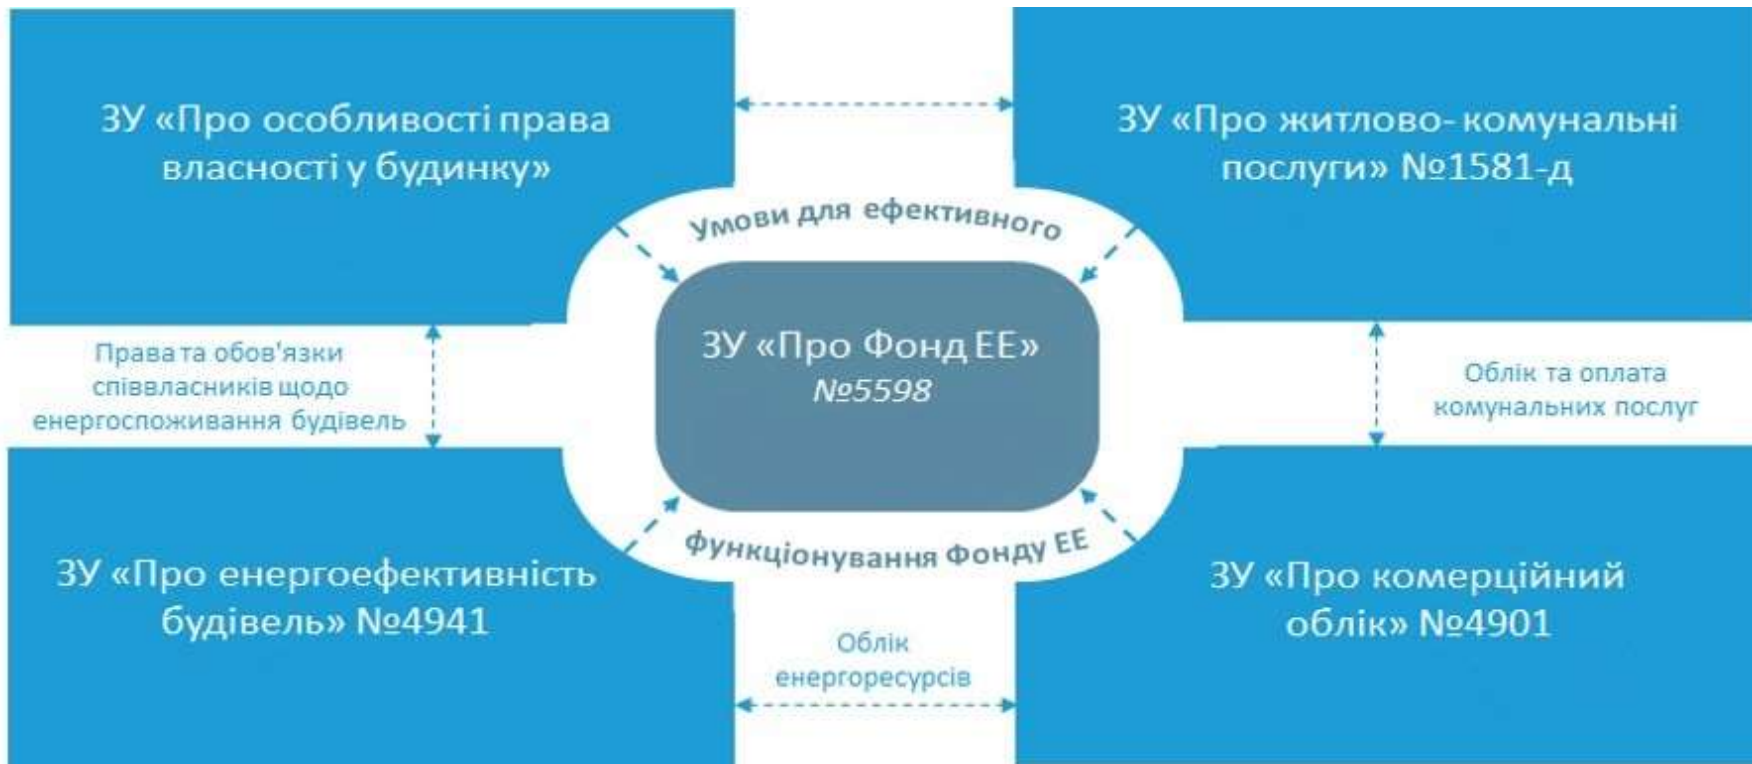 ЗУ «Про особливості права
власності у будинку»
ЗУ «Про житлово- комунальні
послуги» №1581-д
Умови для ефективного
ЗУ «Про Фонд ЕЕ»
№5598
Права та обов'язки
співвласників щодо
енергоспоживання будівель
Облік та оплата
комунальних послуг
функціонування Фонду ЕЕ
ЗУ «Про енергоефективність
будівель» №4941
ЗУ «Про комерційний
облік» №4901
Облік
енергоресурсів